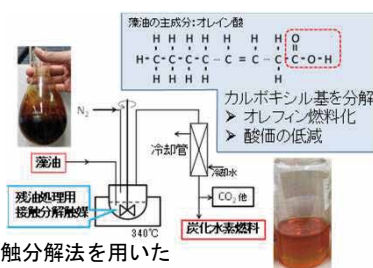 藻油の主成分:オレイン酸
H H H H H H H O
H-C-C-C-C - C = C - C-C-O-H
H H H H H
カルボキシル基を分解
➢ オレフィン燃料化
➢ 酸価の低減
N₂
冷却管
冷却水
藻油
CO₂他
残油処理用
接触分解触媒
340℃
炭化水素燃料
触分解法を用いた